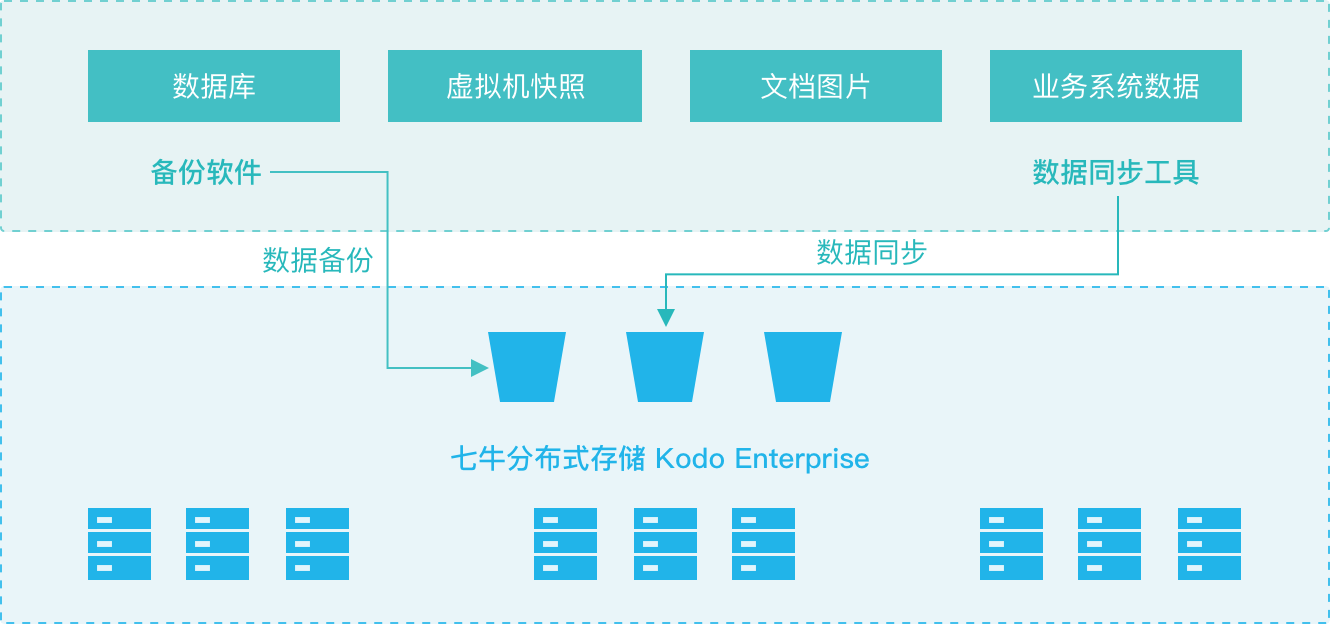 数据库
虚拟机快照
文档图片
业务系统数据
备份软件
数据同步工具
数据备份
数据同步
七牛分布式存储 Kodo Enterprise